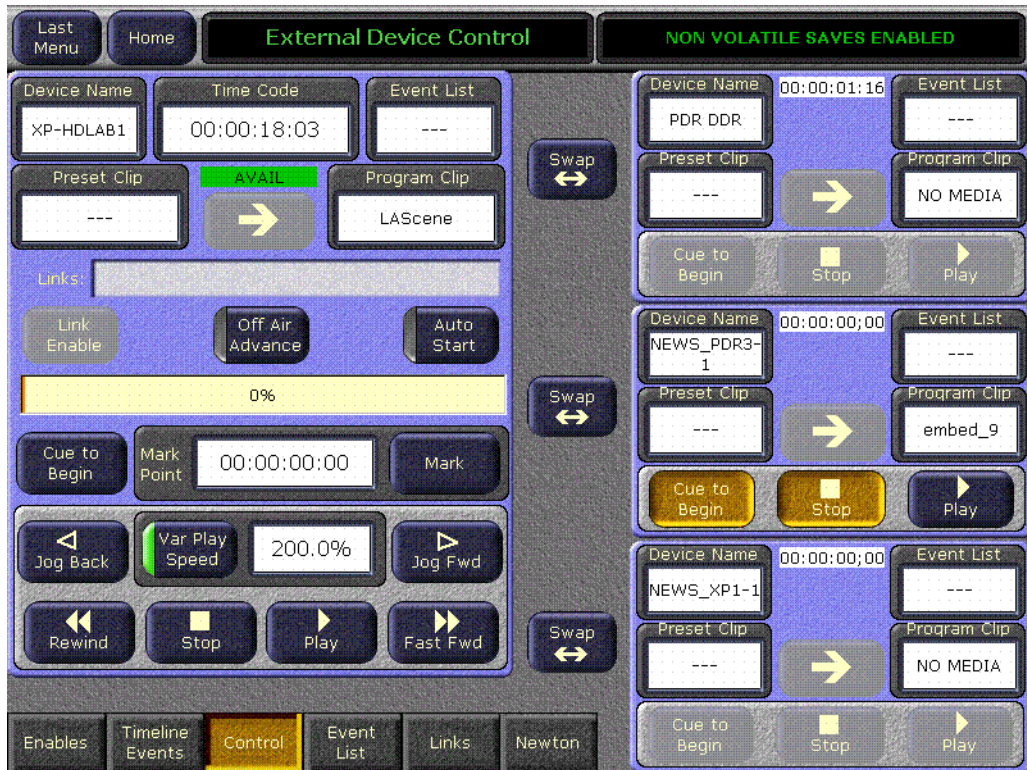 Last
Menu
Home
External Device Control
NON VOLATILE SAVES ENABLED
Device Name
Time Code
Event List
XP-HDLAB1
00:00:18:03
---
Preset Clip
AVAIL
Program Clip
---
LAScene
Links:
Link
Enable
Off Air
Advance
Auto
Start
0%
Cue to
Begin
Mark
Point
00:00:00:00
Mark
Jog Back
Var Play
Speed
200.0%
Jog Fwd
Rewind
Stop
Play
Fast Fwd
Swap
Swap
Swap
Device Name
00:00:01:16
Event List
PDR DDR
---
Preset Clip
Program Clip
---
NO MEDIA
Cue to
Begin
Stop
Play
Device Name
00:00:00;00
Event List
NEWS_PDR3-
1
---
Preset Clip
Program Clip
---
embed_9
Cue to
Begin
Stop
Play
Device Name
00:00:00;00
Event List
NEWS_XP1-1
---
Preset Clip
Program Clip
---
NO MEDIA
Cue to
Begin
Stop
Play
Enables
Timeline
Events
Control
Event
List
Links
Newton